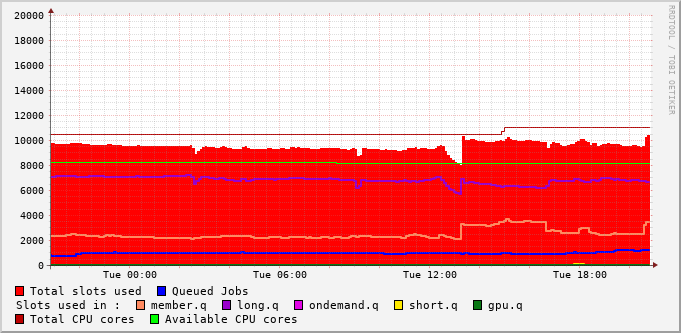 20000
18000
16000
14000
12000
10000
8000
6000
4000
2000
0
Tue 00:00 Tue 06:00 Tue 12:00 Tue 18:00
Total slots used Queued Jobs
Slots used in : member.q long.q ondemand.q short.q gpu.q
Total CPU cores Available CPU cores
RRDTOOL / TOBI OETIKER